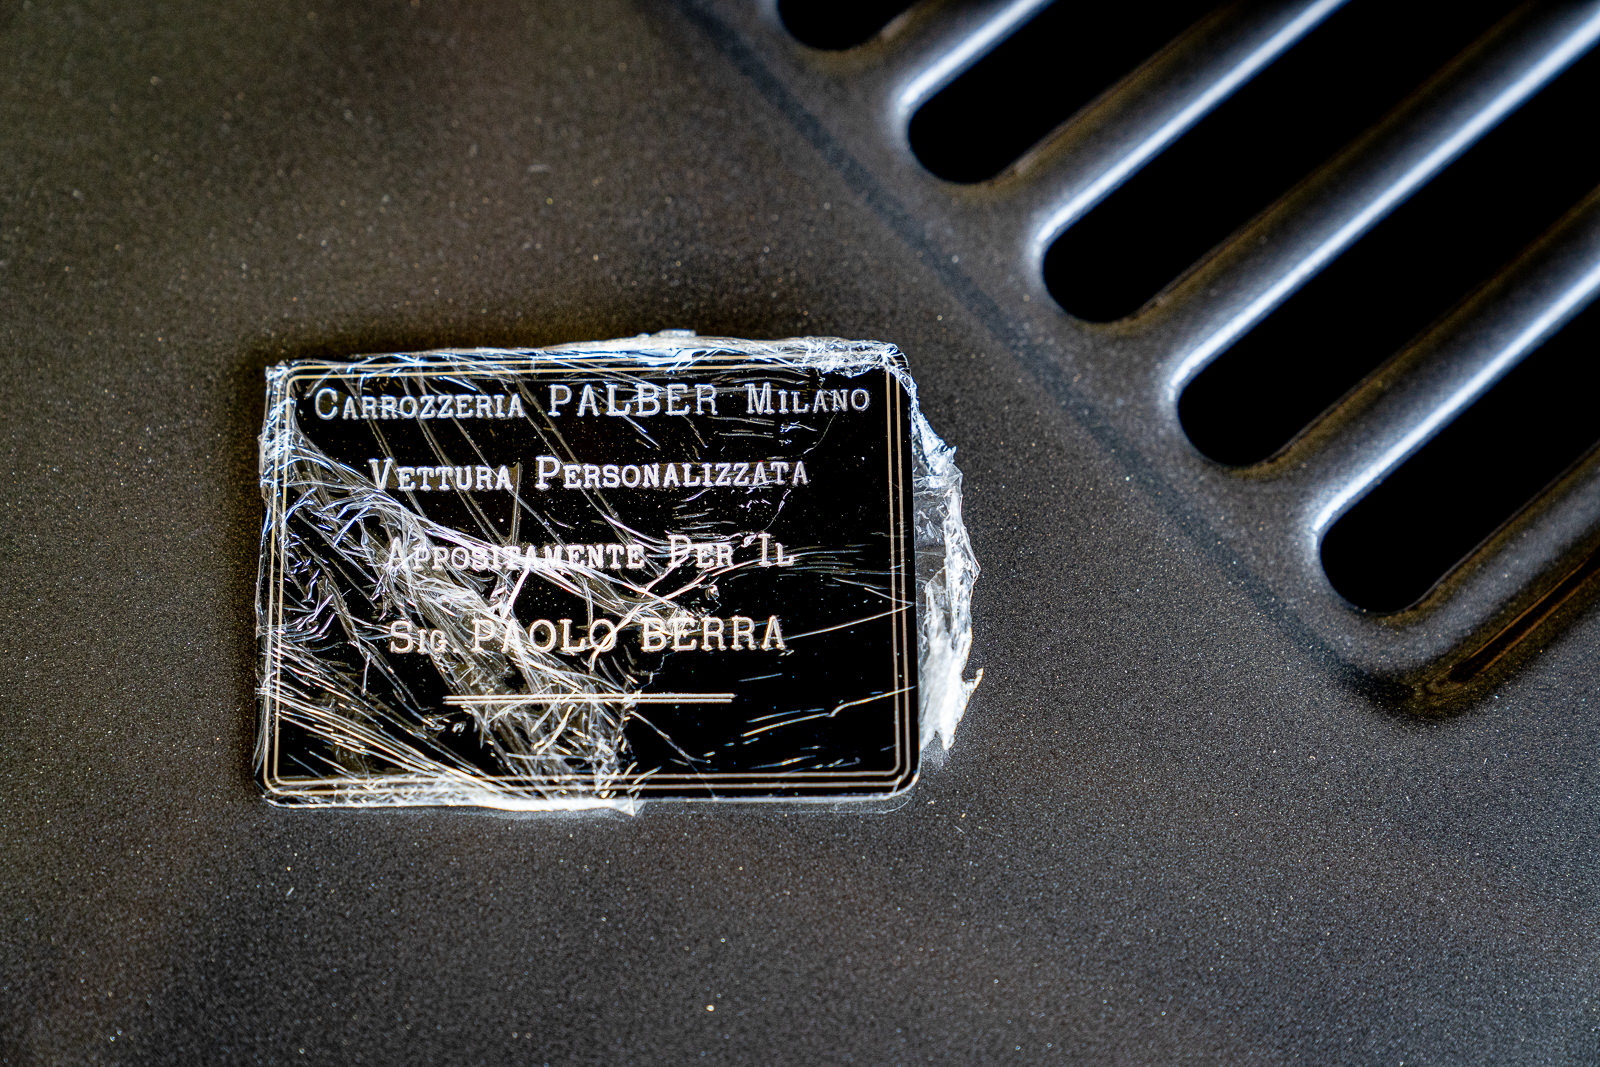 Carrozzeria PALBER Milano
Vettura Personalizzata
Appositamente Per Il
Sig. PAOLO BERRA